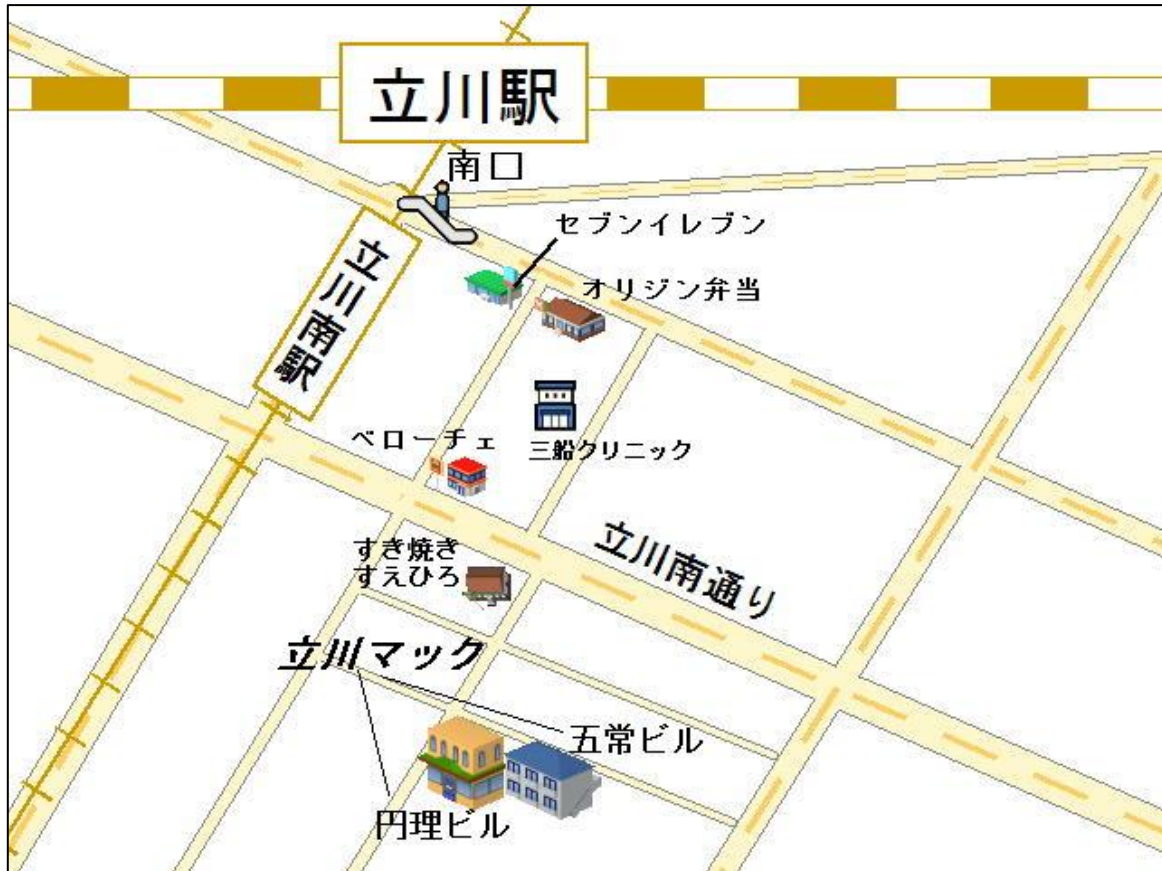 立川駅
南口
セブンイレブン
立川南駅
オリジン弁当
ベローチェ
三船クリニック
立川南通り
すき焼き
すえひろ
立川マック
五常ビル
円理ビル